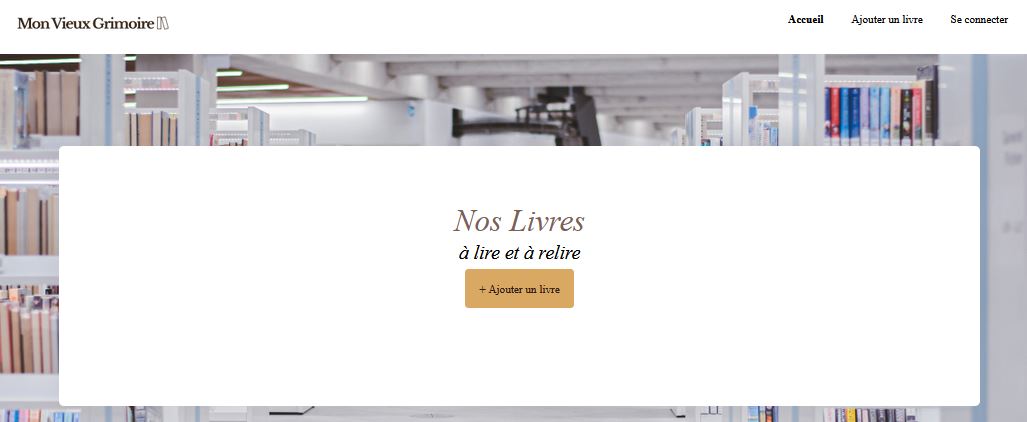 Mon Vieux Grimoire
Accueil Ajouter un livre Se connecter
Nos Livres
à lire et à relire
+ Ajouter un livre